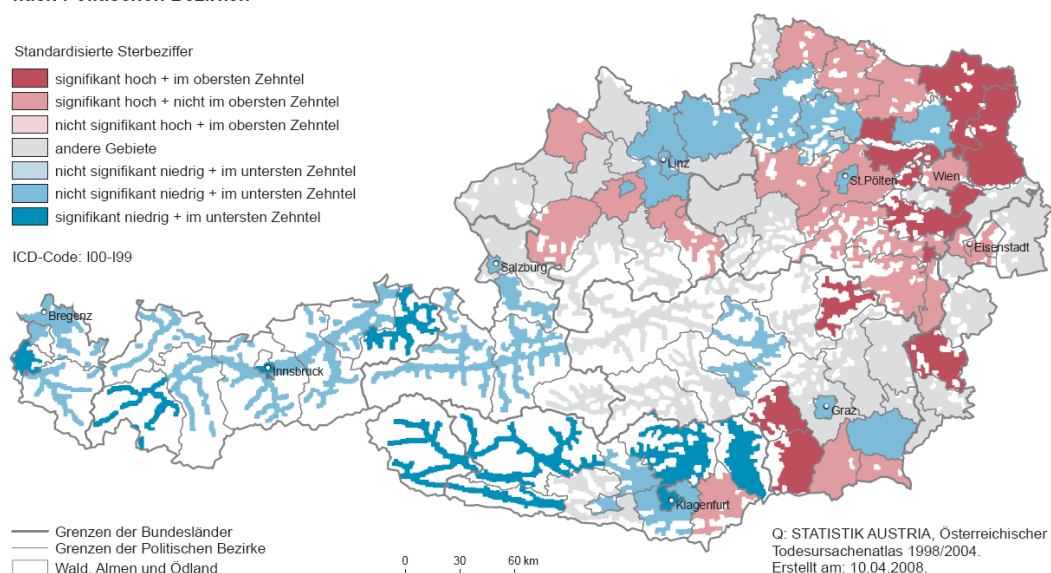 nach Politischen Bezirken
Standardisierte Sterbeziffer
signifikant hoch + im obersten Zehntel
signifikant hoch + nicht im obersten Zehntel
nicht signifikant hoch + im obersten Zehntel
andere Gebiete
nicht signifikant niedrig + im untersten Zehntel
nicht signifikant niedrig + im untersten Zehntel
signifikant niedrig + im untersten Zehntel
ICD-Code: I00-I99
Linz
St.Pölten
Wien
Eisenstadt
Salzburg
Bregenz
Innsbruck
Graz
Klagenfurt
Grenzen der Bundesländer
Grenzen der Politischen Bezirke
Wald, Almen und Ödland
0 30 60 km
Q: STATISTIK AUSTRIA, Österreichischer
Todesursachenatlas 1998/2004.
Erstellt am: 10.04.2008.